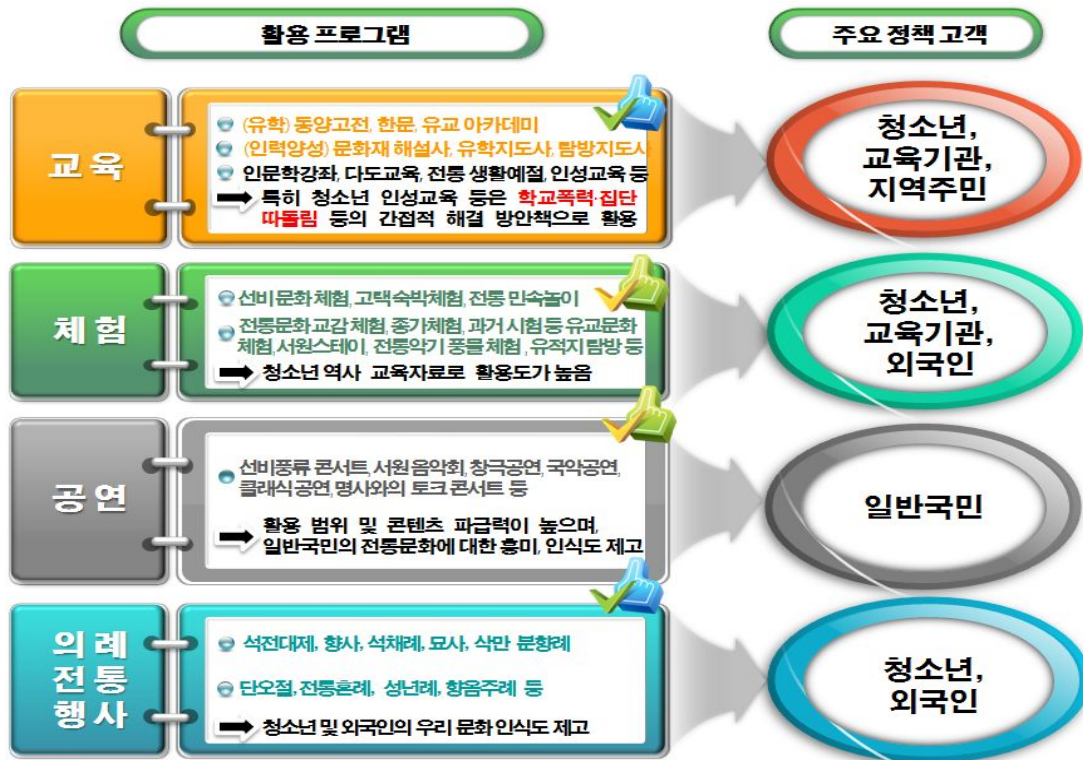 활용 프로그램
주요 정책 고객
교육
(유학) 동양고전, 한문, 유교 아카데미
(인력양성) 문화재 해설사, 유학지도사, 탐방지도사
인문학강좌, 다도교육, 전통 생활예절, 인성교육 등
특히 청소년 인성교육 등은 학교폭력·집단
따돌림 등의 간접적 해결 방안책으로 활용
청소년,
교육기관,
지역주민
체험
선비 문화 체험, 고택 숙박체험, 전통 민속놀이
전통문화 교감 체험, 종가체험, 과거 시험 등 유교문화
체험, 서원스테이, 전통악기 풍물 체험, 유적지 탐방 등
청소년 역사 교육자료로 활용도가 높음
청소년,
교육기관,
외국인
공연
선비풍류 콘서트, 서원 음악회, 창극공연, 국악공연,
클래식 공연, 명사와의 토크 콘서트 등
활용 범위 및 콘텐츠 파급력이 높으며,
일반국민의 전통문화에 대한 흥미, 인식도 제고
일반국민
의례
전통
행사
석전대제, 향사, 석채례, 묘사, 삭만 분향례
단오절, 전통혼례, 성년례, 향음주례 등
청소년 및 외국인의 우리 문화 인식도 제고
청소년,
외국인